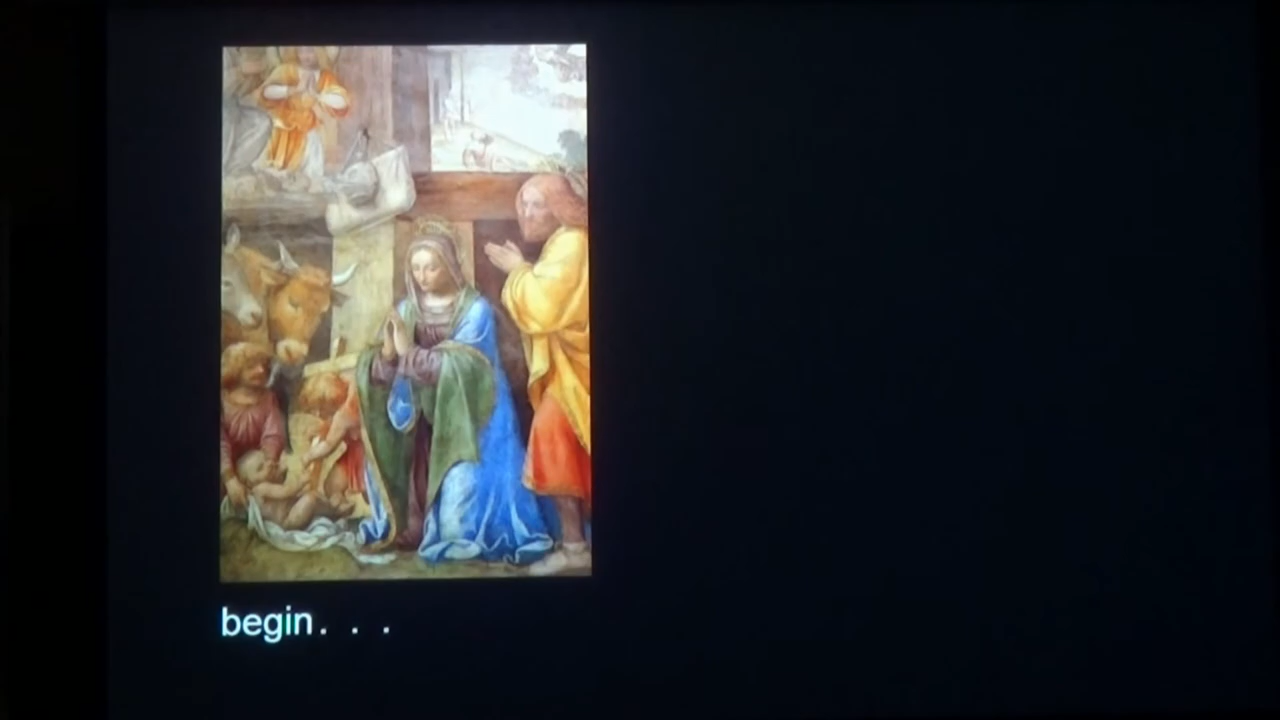 begin. . .